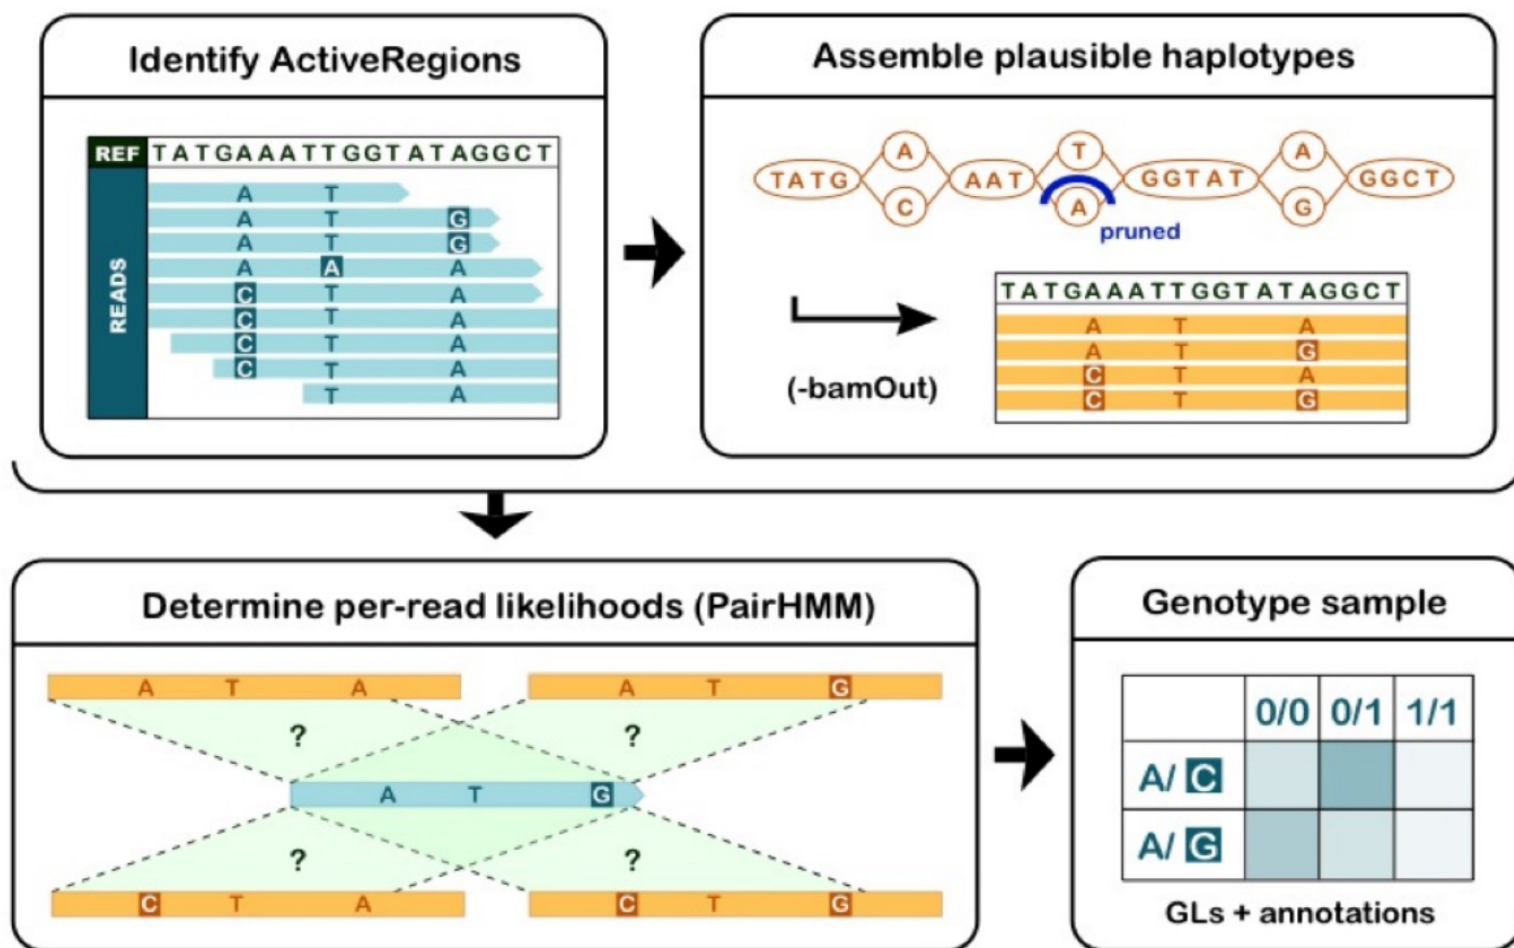 Identify ActiveRegions
REF TATGAAATTGGTATAGGCT
READS
A T
A T G
A T G
A A A
C T A
C T A
C T A
C T A
T A
Assemble plausible haplotypes
A T A
TATG AAT GGTAT GGCT
C A G
pruned
(-bamOut)
TATGAAATTGGTATAGGCT
A T A
A T G
C T A
C T G
Determine per-read likelihoods (PairHMM)
A T A A T G
? ?
A T G
? ?
C T A C T G
Genotype sample
0/0 0/1 1/1
A/ C
A/ G
GLs + annotations